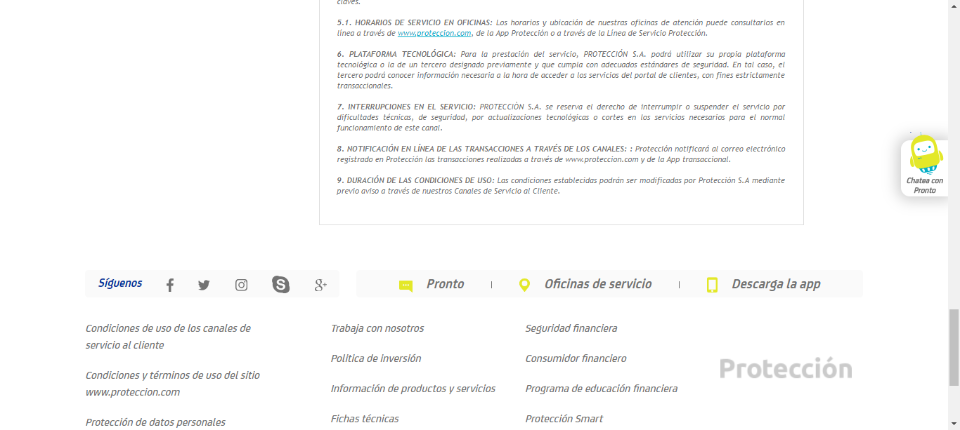 claves.
5.1. HORARIOS DE SERVICIO EN OFICINAS: Los horarios y ubicación de nuestras oficinas de atención puede consultarlos en
línea a través de www.proteccion.com, de la App Protección o a través de la Línea de Servicio Protección.
6. PLATAFORMA TECNOLÓGICA: Para la prestación del servicio, PROTECCIÓN S.A. podrá utilizar su propia plataforma
tecnológica o la de un tercero designado previamente y que cumpla con adecuados estándares de seguridad. En tal caso, el
tercero podrá conocer información necesaria a la hora de acceder a los servicios del portal de clientes, con fines estrictamente
transaccionales.
7. INTERRUPCIONES EN EL SERVICIO: PROTECCIÓN S.A. se reserva el derecho de interrumpir o suspender el servicio por
dificultades técnicas, de seguridad, por actualizaciones tecnológicas o cortes en los servicios necesarios para el normal
funcionamiento de este canal.
8. NOTIFICACIÓN EN LÍNEA DE LAS TRANSACCIONES A TRAVÉS DE LOS CANALES: : Protección notificará al correo electrónico
registrado en Protección las transacciones realizadas a través de www.proteccion.com y de la App transaccional.
9. DURACIÓN DE LAS CONDICIONES DE USO: Las condiciones establecidas podrán ser modificadas por Protección S.A mediante
previo aviso a través de nuestros Canales de Servicio al Cliente.
Chatea con
Pronto
Síguenos
Pronto | Oficinas de servicio | Descarga la app
Condiciones de uso de los canales de
servicio al cliente
Condiciones y términos de uso del sitio
www.proteccion.com
Protección de datos personales
Trabaja con nosotros
Política de inversión
Información de productos y servicios
Fichas técnicas
Seguridad financiera
Consumidor financiero
Programa de educación financiera
Protección Smart
Protección